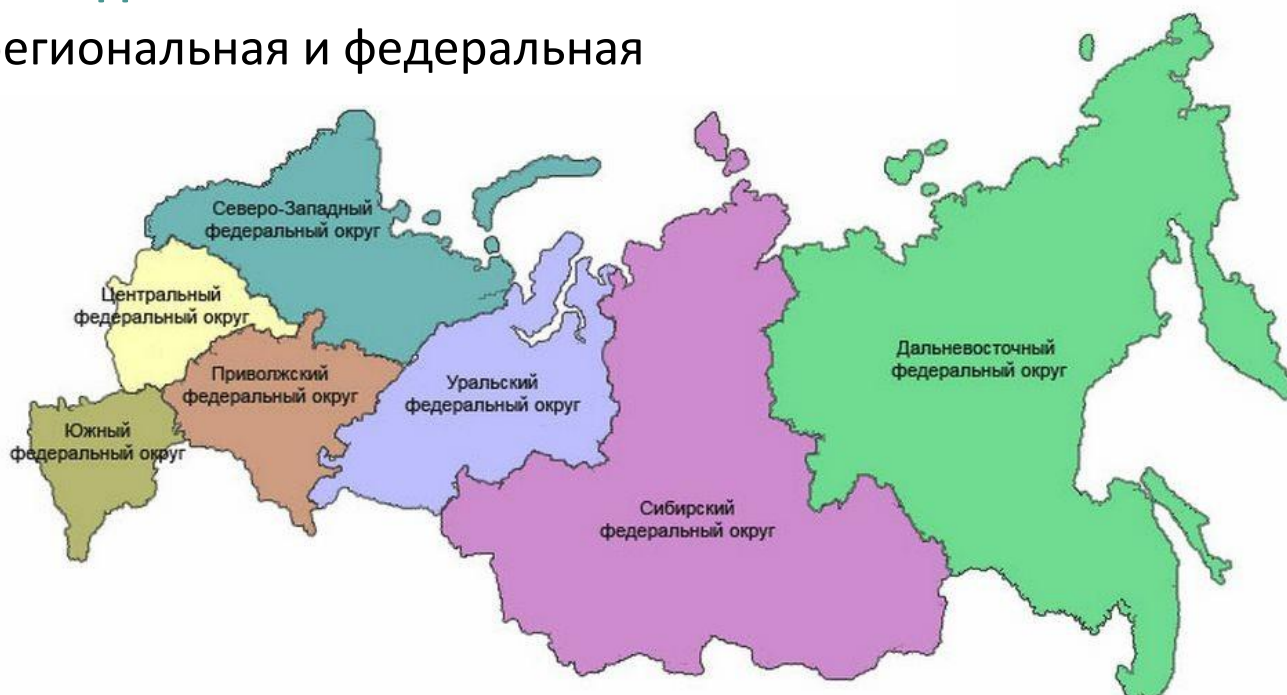 егиональная и федеральная
Северо-Западный
федеральный округ
Центральный
федеральный округ
Приволжский
федеральный округ
Уральский
федеральный округ
Дальневосточный
федеральный округ
Южный
федеральный округ
Сибирский
федеральный округ